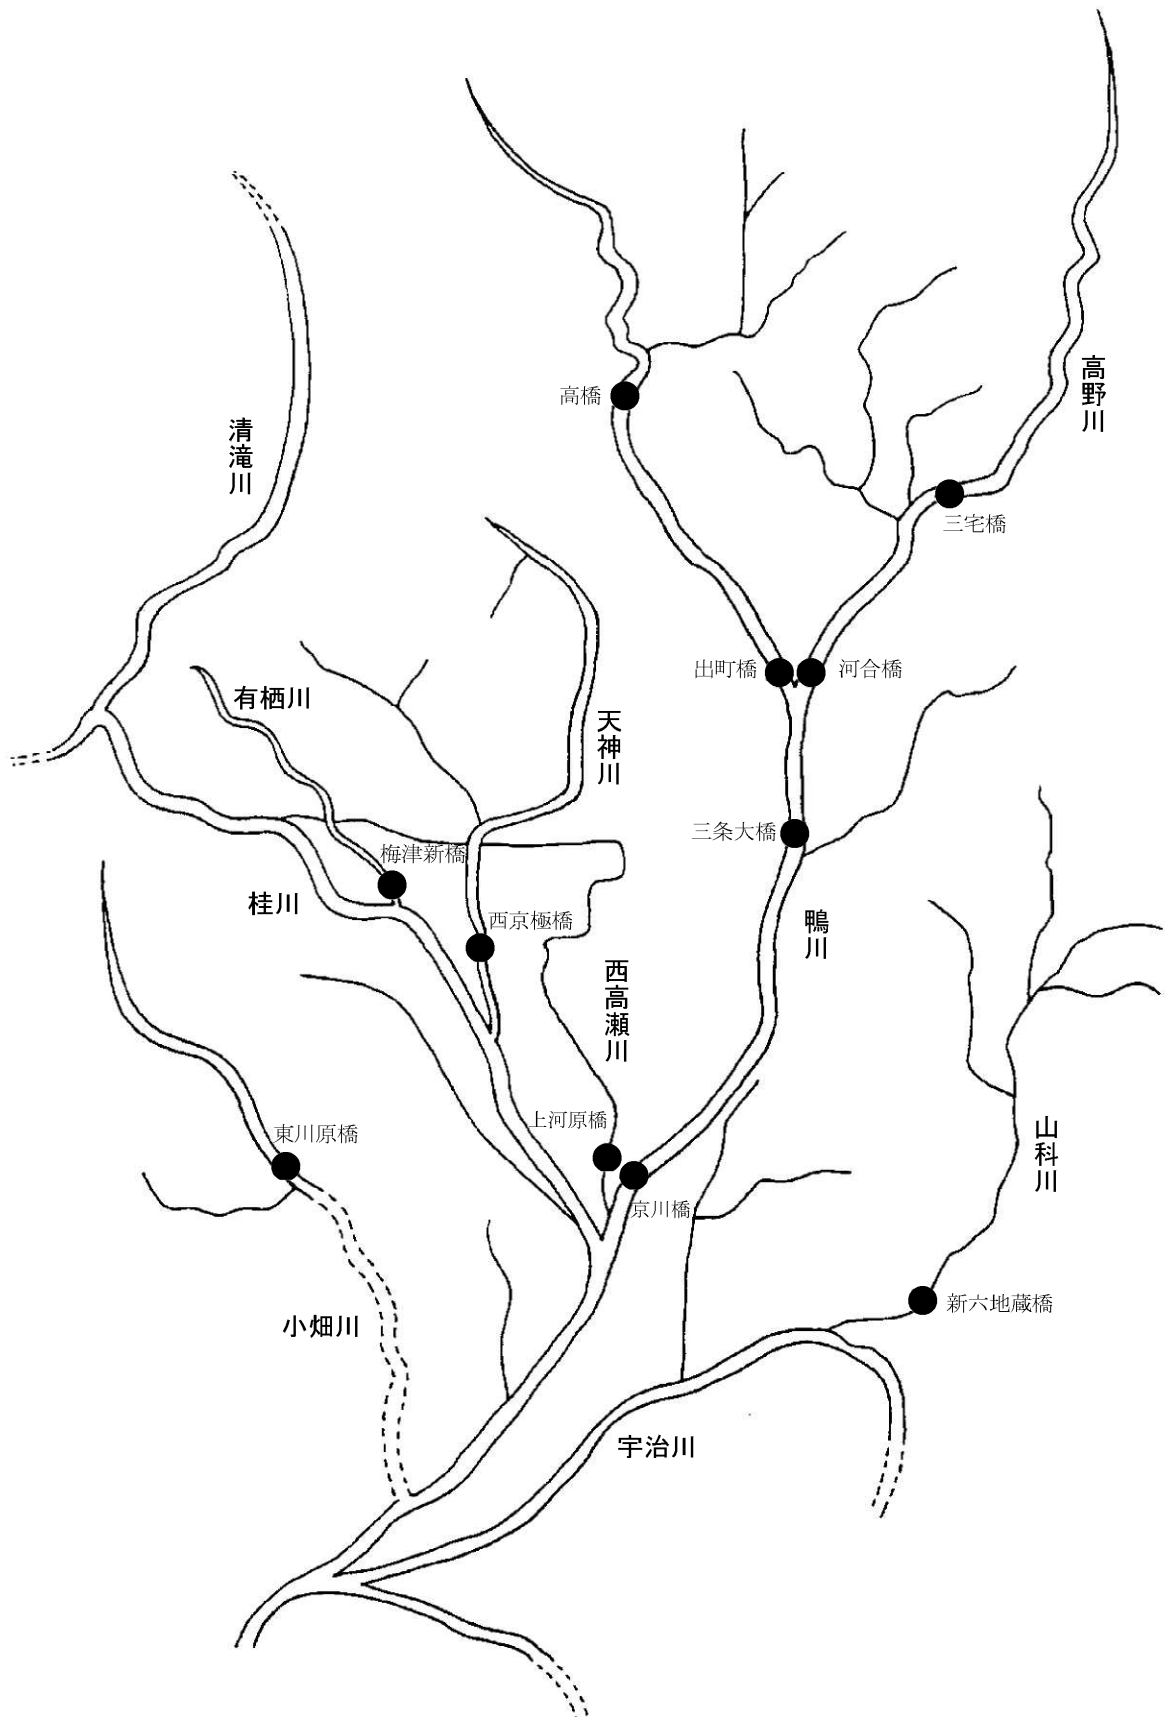 高野川
高橋
清滝川
三宅橋
出町橋
河合橋
有栖川
天神川
三条大橋
梅津新橋
桂川
西京極橋
鴨川
西高瀬川
上河原橋
東川原橋
山科川
京川橋
新六地蔵橋
小畑川
宇治川